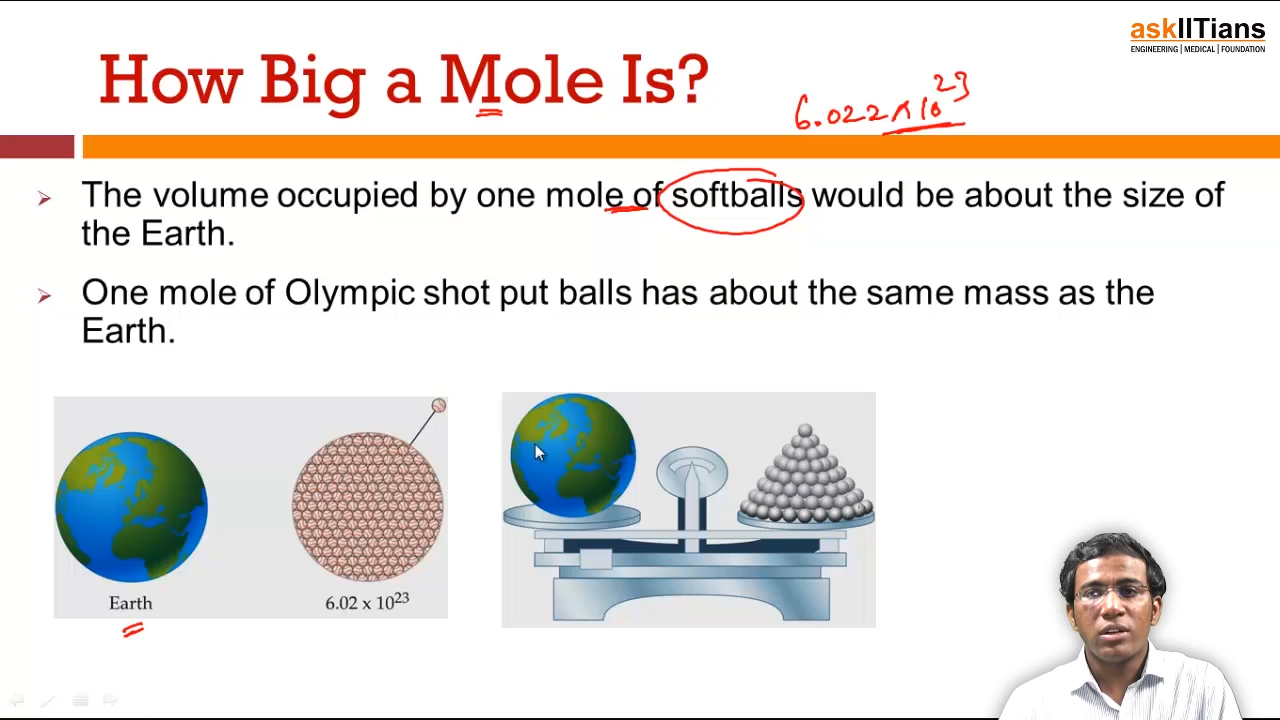 askIITians
ENGINEERING | MEDICAL | FOUNDATION
How Big a Mole Is?
6.022 x 10²³
The volume occupied by one mole of softballs would be about the size of
the Earth.
One mole of Olympic shot put balls has about the same mass as the
Earth.
Earth
6.02 x 10²³